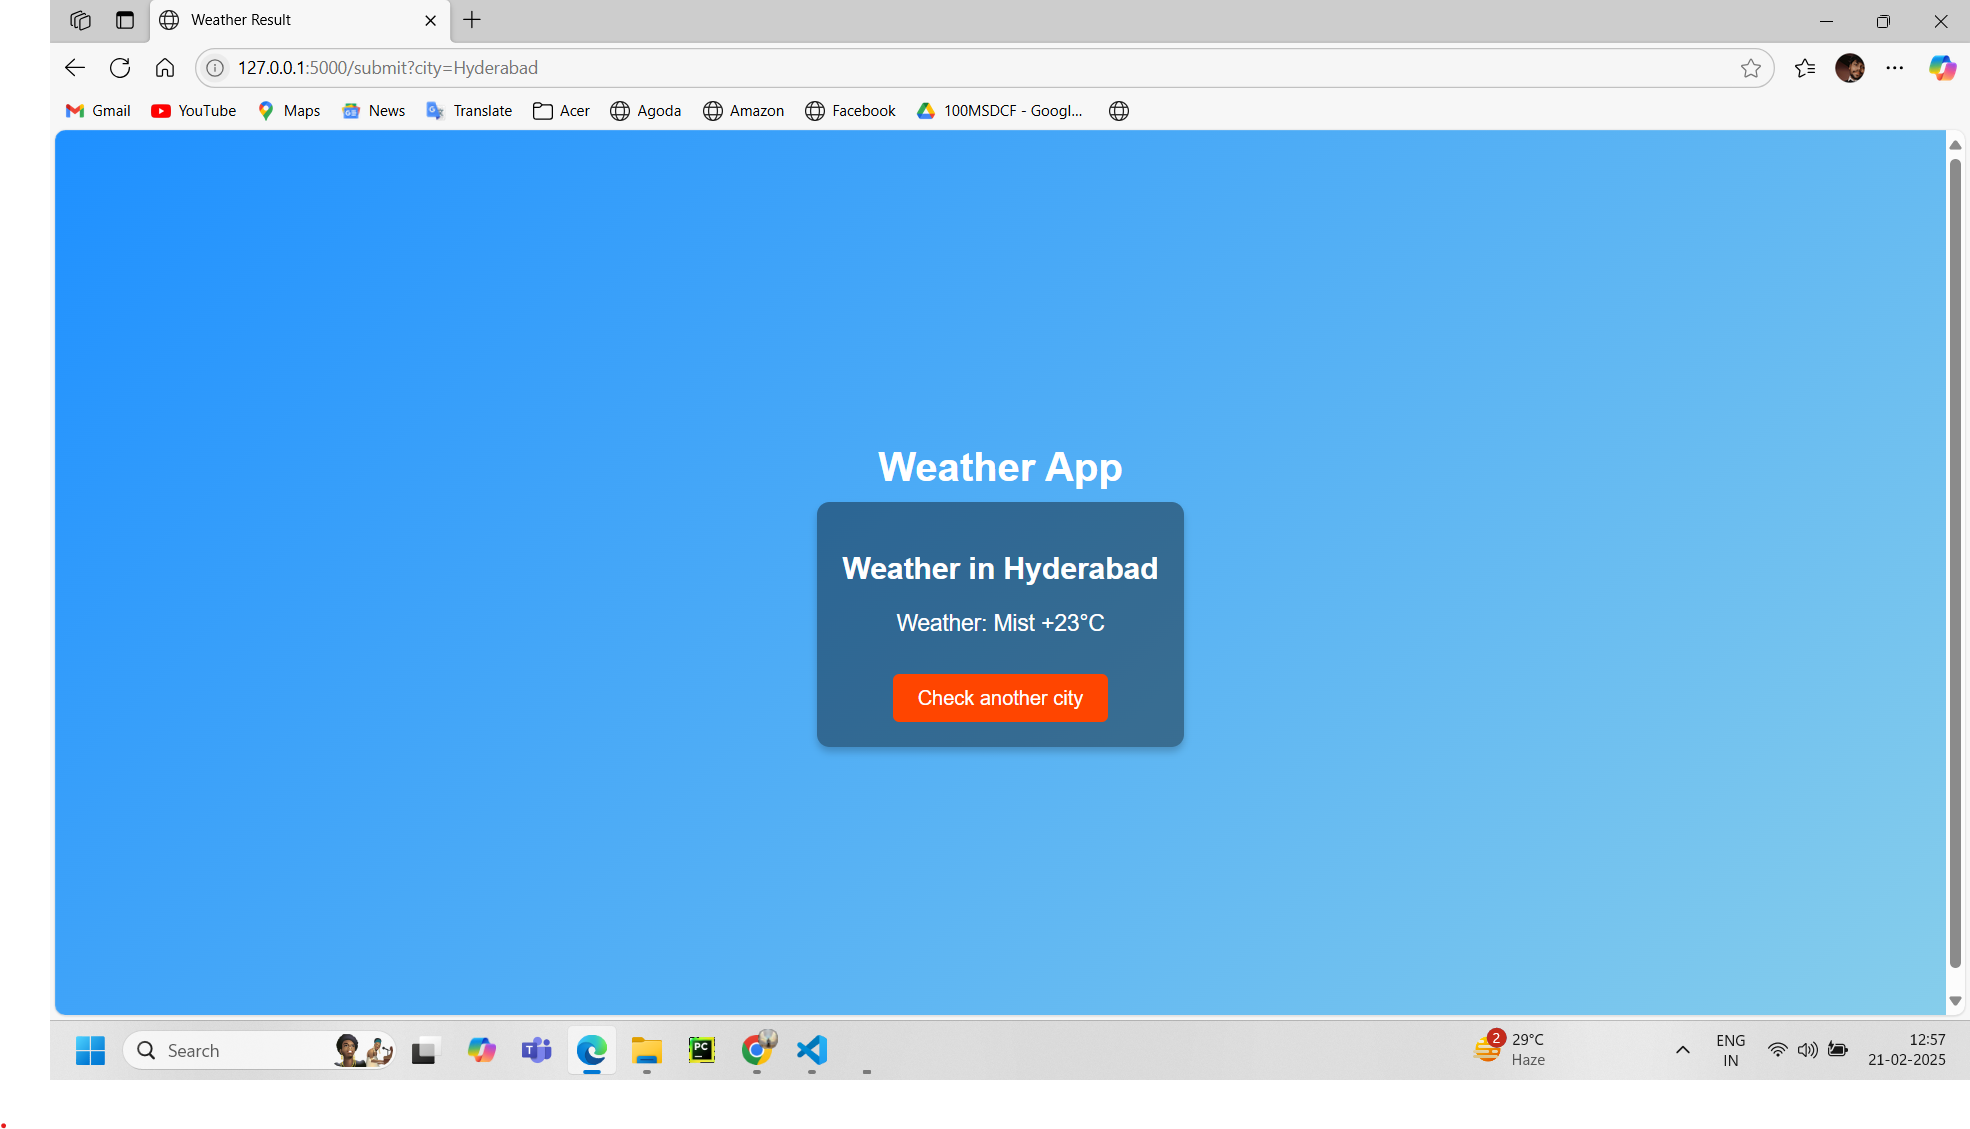 Weather Result
127.0.0.1:5000/submit?city=Hyderabad
Gmail YouTube Maps News Translate Acer Agoda Amazon Facebook 100MSDCF - Googl...
Weather App
Weather in Hyderabad
Weather: Mist +23°C
Check another city
Search
PC
2
29°C
Haze
ENG
IN
12:57
21-02-2025